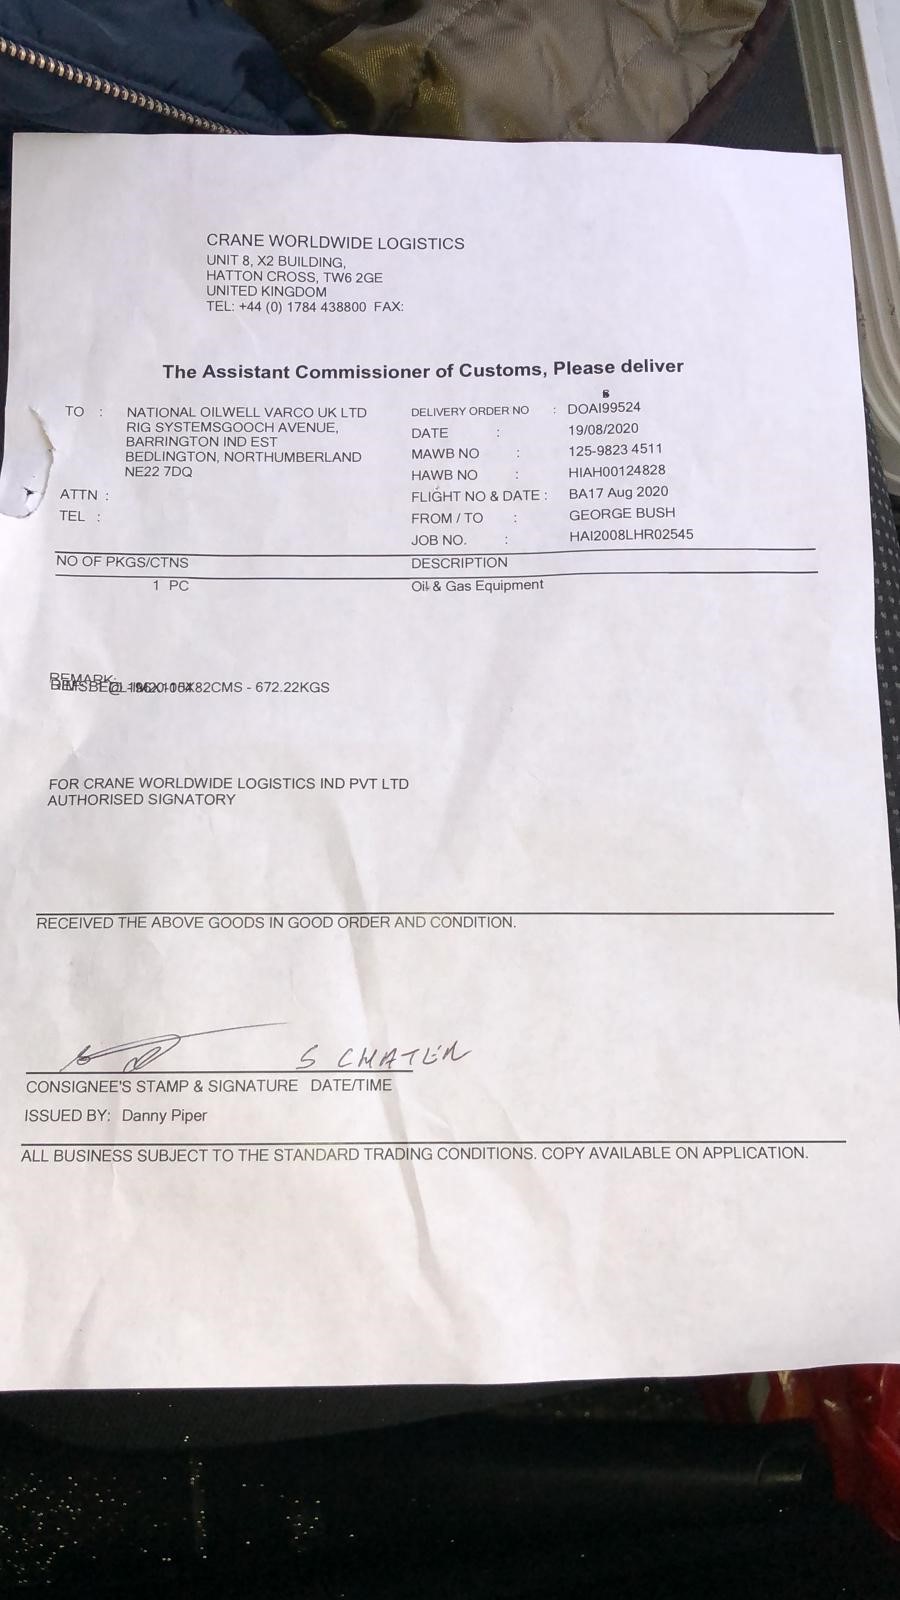 CRANE WORLDWIDE LOGISTICS
UNIT 8, X2 BUILDING,
HATTON CROSS, TW6 2GE
UNITED KINGDOM
TEL: +44 (0) 1784 438800 FAX:
The Assistant Commissioner of Customs, Please deliver
TO : NATIONAL OILWELL VARCO UK LTD
RIG SYSTEMSGOOCH AVENUE,
BARRINGTON IND EST
BEDLINGTON, NORTHUMBERLAND
NE22 7DQ
ATTN :
TEL :
DELIVERY ORDER NO : DOAI99524
DATE : 19/08/2020
MAWB NO : 125-9823 4511
HAWB NO : HIAH00124828
FLIGHT NO & DATE : BA17 Aug 2020
FROM / TO : GEORGE BUSH
JOB NO. : HAI2008LHR02545
NO OF PKGS/CTNS DESCRIPTION
1 PC Oil & Gas Equipment
REMARK:
82CMS - 672.22KGS
FOR CRANE WORLDWIDE LOGISTICS IND PVT LTD
AUTHORISED SIGNATORY
RECEIVED THE ABOVE GOODS IN GOOD ORDER AND CONDITION.
S CHATER
CONSIGNEE'S STAMP & SIGNATURE DATE/TIME
ISSUED BY: Danny Piper
ALL BUSINESS SUBJECT TO THE STANDARD TRADING CONDITIONS. COPY AVAILABLE ON APPLICATION.